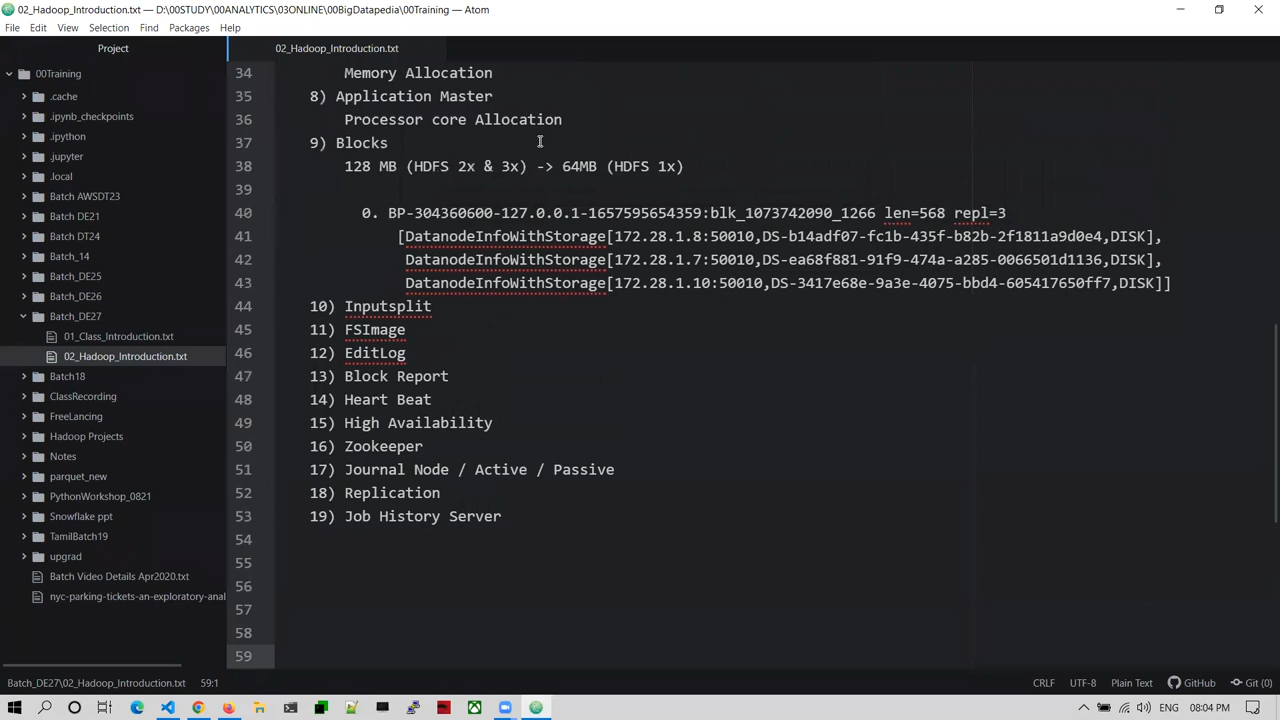 02_Hadoop_Introduction.txt — D:\00STUDY\00ANALYTICS\03ONLINE\00BigDatapedia\00Training — Atom
File Edit View Selection Find Packages Help
Project
02_Hadoop_Introduction.txt
00Training
.cache
.ipynb_checkpoints
.ipython
.jupyter
.local
Batch AWSDT23
Batch DE21
Batch DT24
Batch_14
Batch_DE25
Batch_DE26
Batch_DE27
01_Class_Introduction.txt
02_Hadoop_Introduction.txt
Batch18
ClassRecording
FreeLancing
Hadoop Projects
Notes
parquet_new
PythonWorkshop_0821
Snowflake ppt
TamilBatch19
upgrad
Batch Video Details Apr2020.txt
nyc-parking-tickets-an-exploratory-anal
34 Memory Allocation
35 8) Application Master
36 Processor core Allocation
37 9) Blocks
38 128 MB (HDFS 2x & 3x) -> 64MB (HDFS 1x)
39
40 0. BP-304360600-127.0.0.1-1657595654359:blk_1073742090_1266 len=568 repl=3
41 [DatanodeInfoWithStorage[172.28.1.8:50010,DS-b14adf07-fc1b-435f-b82b-2f1811a9d0e4,DISK],
42 DatanodeInfoWithStorage[172.28.1.7:50010,DS-ea68f881-91f9-474a-a285-0066501d1136,DISK],
43 DatanodeInfoWithStorage[172.28.1.10:50010,DS-3417e68e-9a3e-4075-bbd4-605417650ff7,DISK]]
44 10) Inputsplit
45 11) FSImage
46 12) EditLog
47 13) Block Report
48 14) Heart Beat
49 15) High Availability
50 16) Zookeeper
51 17) Journal Node / Active / Passive
52 18) Replication
53 19) Job History Server
54
55
56
57
58
59
Batch_DE27\02_Hadoop_Introduction.txt 59:1
CRLF UTF-8 Plain Text GitHub Git (0)
ENG 08:04 PM